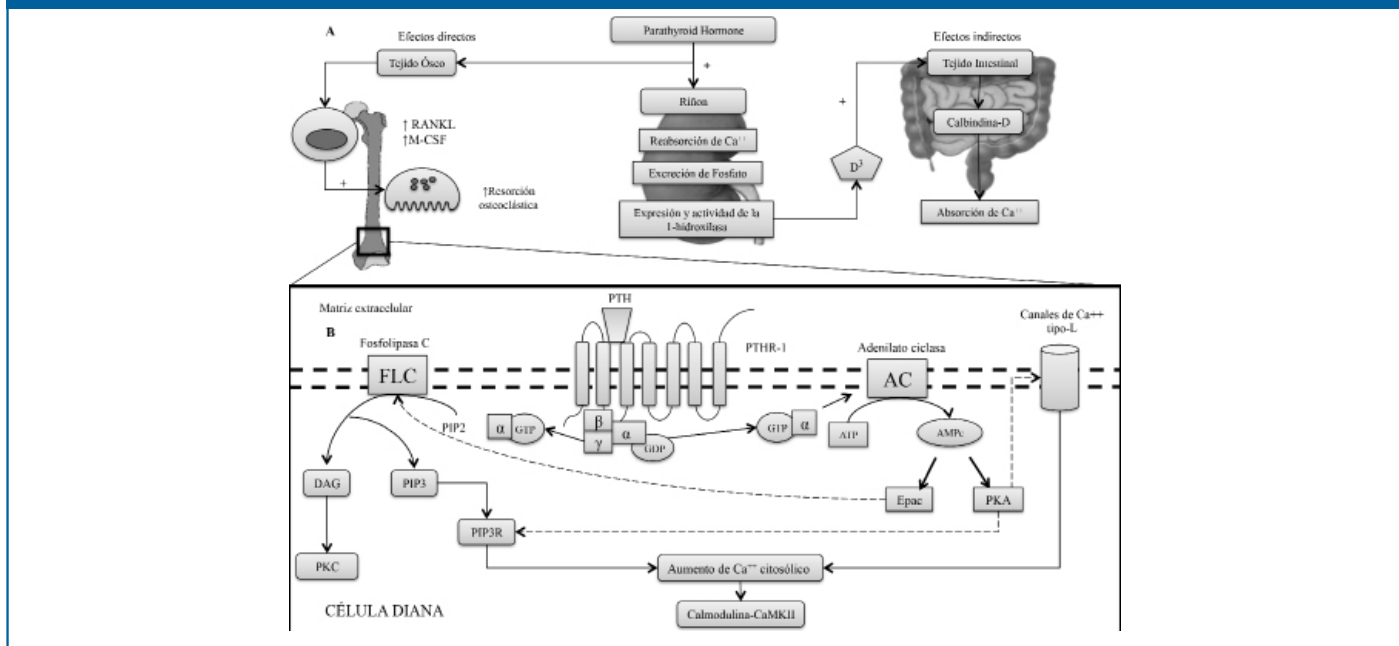 A
Efectos directos
Parathyroid Hormone
Efectos indirectos
Tejido Óseo
+
Tejido Intestinal
Riñon
+
Calbindina-D
↑ RANKL
↑M-CSF
Reabsorción de Ca⁺⁺
D³
Excreción de Fosfato
+
↑Resorción
osteoclástica
Expresión y actividad de la
1-hidroxilasa
Absorción de Ca⁺⁺
Matriz extracelular
PTH
Canales de Ca++
tipo-L
B
Fosfolipasa C
PTHR-1
Adenilato ciclasa
FLC
AC
PIP2
α GTP
β
γ
α
GDP
GTP α
ATP
AMPc
DAG
PIP3
Epac
PKA
PIP3R
PKC
Aumento de Ca⁺⁺ citosólico
CÉLULA DIANA
Calmodulina-CaMKII